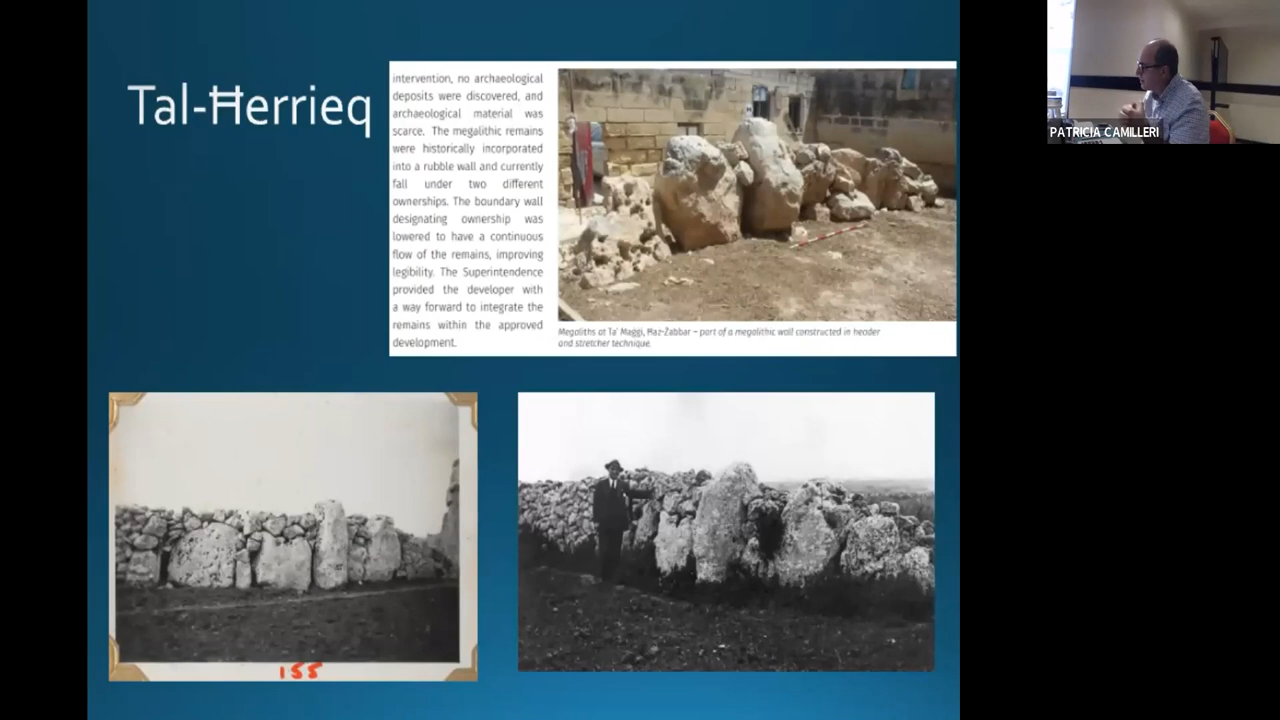 Tal-Ħerrieq
intervention, no archaeological
deposits were discovered, and
archaeological material was
scarce. The megalithic remains
were historically incorporated
into a rubble wall and currently
fall under two different
ownerships. The boundary wall
designating ownership was
lowered to have a continuous
flow of the remains, improving
legibility. The Superintendence
provided the developer with
a way forward to integrate the
remains within the approved
development.
Megaliths at Ta' Maggi, Ħaż-Żabbar – part of a megalithic wall constructed in header
and stretcher technique.
155
PATRICIA CAMILLERI